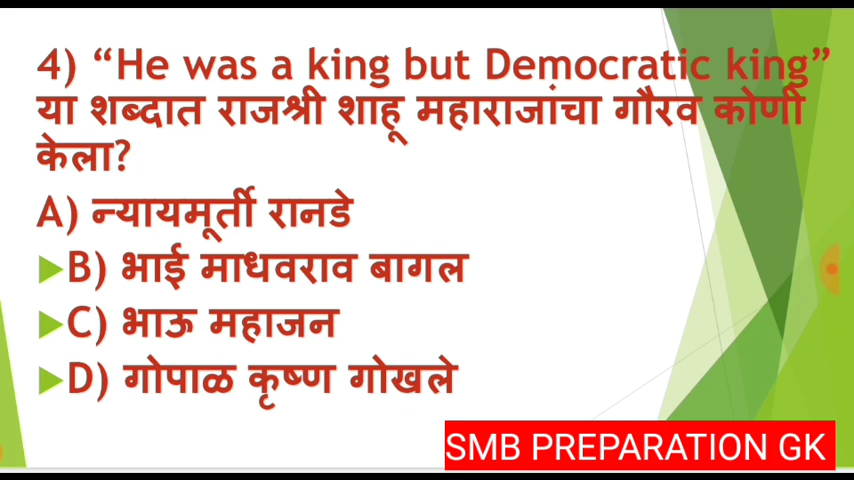 4) “He was a king but Democratic king”
या शब्दात राजश्री शाहू महाराजांचा गौरव कोणी
केला?
A) न्यायमूर्ती रानडे
B) भाई माधवराव बागल
C) भाऊ महाजन
D) गोपाळ कृष्ण गोखले
SMB PREPARATION GK